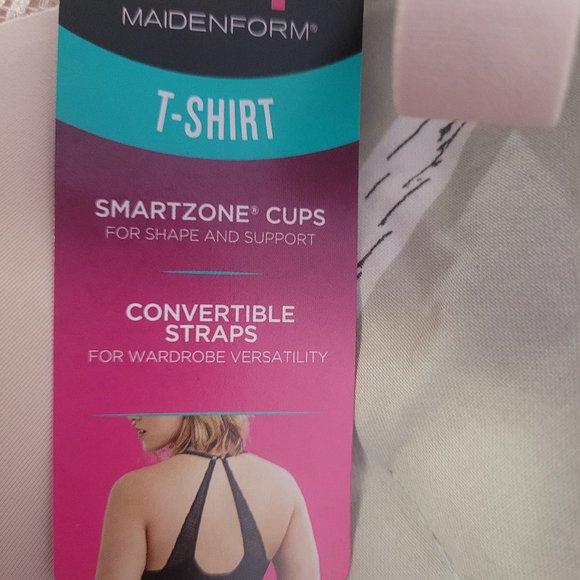 MAIDENFORM®
T-SHIRT
SMARTZONE® CUPS
FOR SHAPE AND SUPPORT
CONVERTIBLE
STRAPS
FOR WARDROBE VERSATILITY